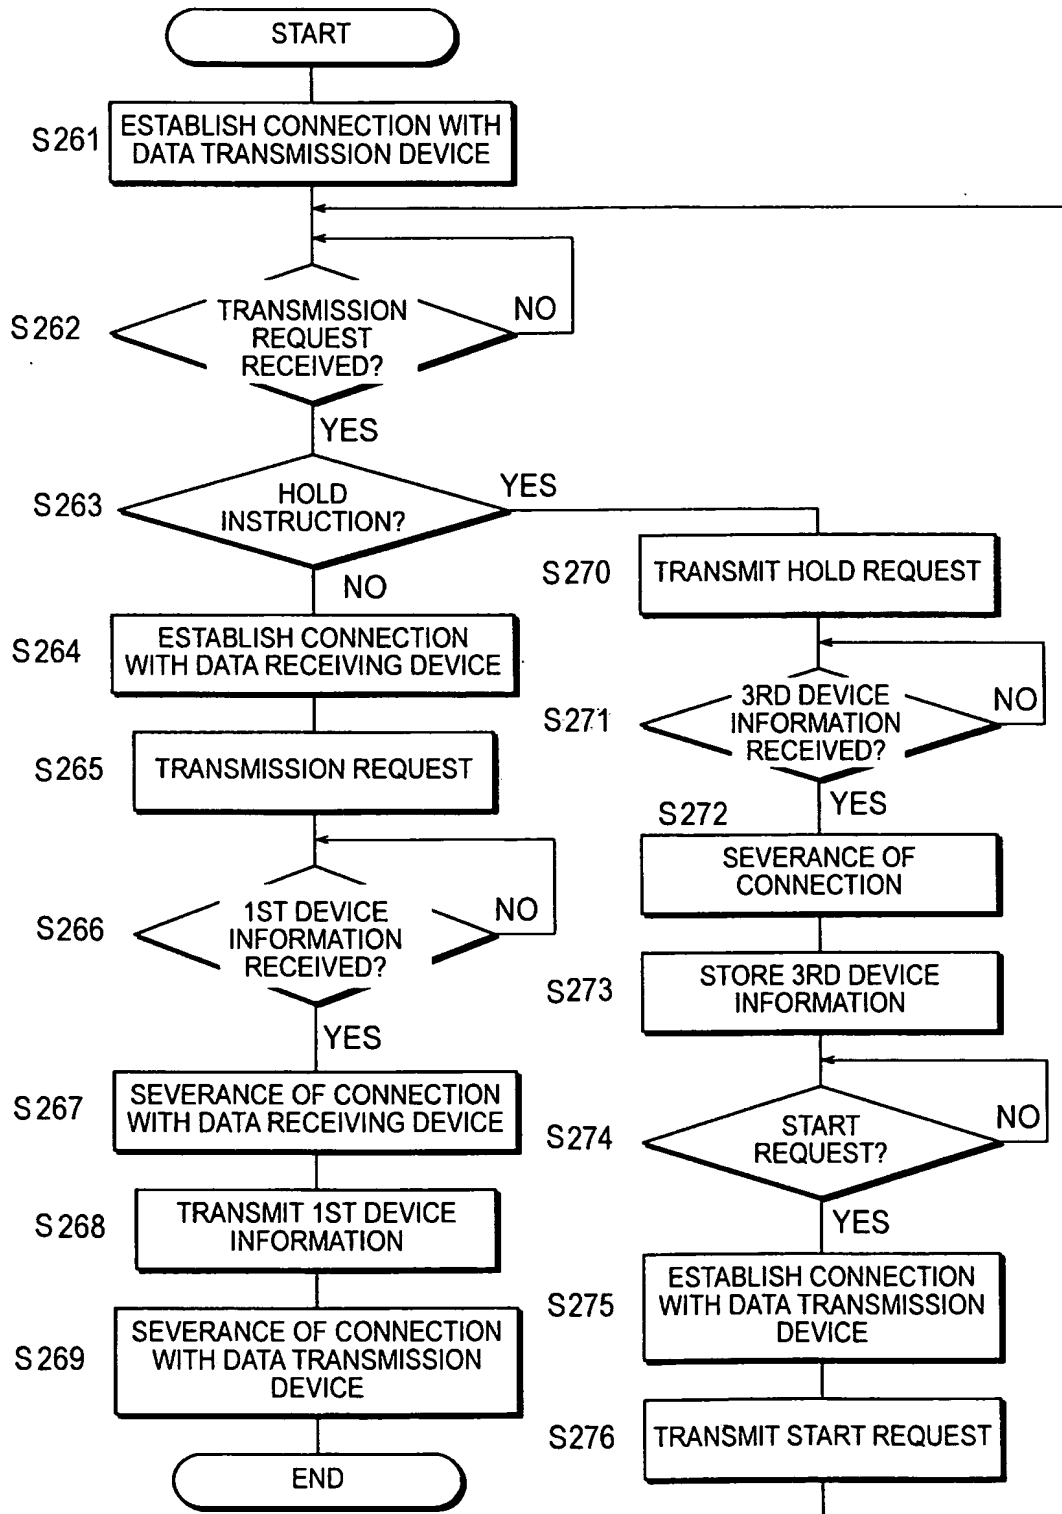 START
S261
ESTABLISH CONNECTION WITH
DATA TRANSMISSION DEVICE
S262
TRANSMISSION
REQUEST
RECEIVED?
NO
YES
S263
HOLD
INSTRUCTION?
YES
NO
S264
ESTABLISH CONNECTION
WITH DATA RECEIVING DEVICE
S265
TRANSMISSION REQUEST
S266
1ST DEVICE
INFORMATION
RECEIVED?
NO
YES
S267
SEVERANCE OF CONNECTION
WITH DATA RECEIVING DEVICE
S268
TRANSMIT 1ST DEVICE
INFORMATION
S269
SEVERANCE OF CONNECTION
WITH DATA TRANSMISSION
DEVICE
END
S270
TRANSMIT HOLD REQUEST
S271
3RD DEVICE
INFORMATION
RECEIVED?
NO
YES
S272
SEVERANCE OF
CONNECTION
S273
STORE 3RD DEVICE
INFORMATION
S274
START
REQUEST?
NO
YES
S275
ESTABLISH CONNECTION
WITH DATA TRANSMISSION
DEVICE
S276
TRANSMIT START REQUEST